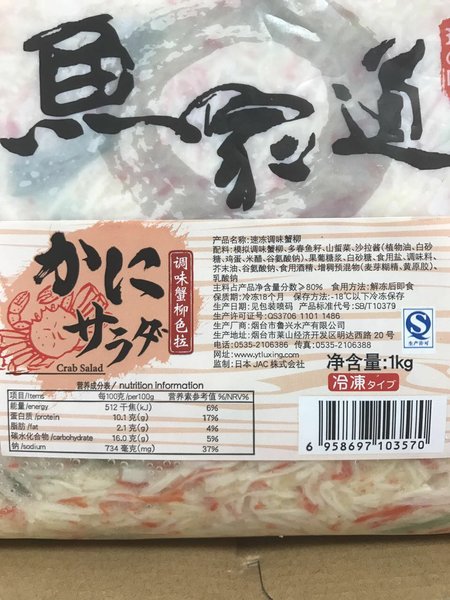 魚家道
かに
サラダ
Crab Salad
调味蟹柳色拉
产品名称:速冻调味蟹柳
配料:模拟调味蟹柳、多春鱼籽、山蜇菜、沙拉酱(植物油、白砂
糖、鸡蛋、米醋、谷氨酸钠)、果葡糖浆、白砂糖、食用盐、调味料、
芥末油、谷氨酸钠、食用酒精、增稠预混物(麦芽糊精、黄原胶)、
乳酸钠
主料占产品净含量分数≥80% 食用方法:解冻后即食
保质期:冷冻18个月 保存方法:-18℃以下冷冻保存
生产日期:见包装喷码 产品标准代号:SB/T10379
生产许可证号:QS3706 1101 1486
生产厂商:烟台市鲁兴水产有限公司
生产地址:烟台市莱山经济开发区明达西路20号
电话:0535-2106386 传真:0535-2106388
网址:www.ytluxing.com
监制:日本JAC株式会社
生产许可
净含量:1kg
冷凍タイプ
营养成分表/ nutrition information
项目/Items 每100克/per100g 营养素参考值 %/NRV%
能量/energy 512 千焦(kJ) 6%
蛋白质/protein 10.1 克(g) 17%
脂肪/fat 2.1 克(g) 4%
碳水化合物/carbohydrate 16.0 克(g) 5%
钠/sodium 734 毫克(mg) 37%
6 958697 103570